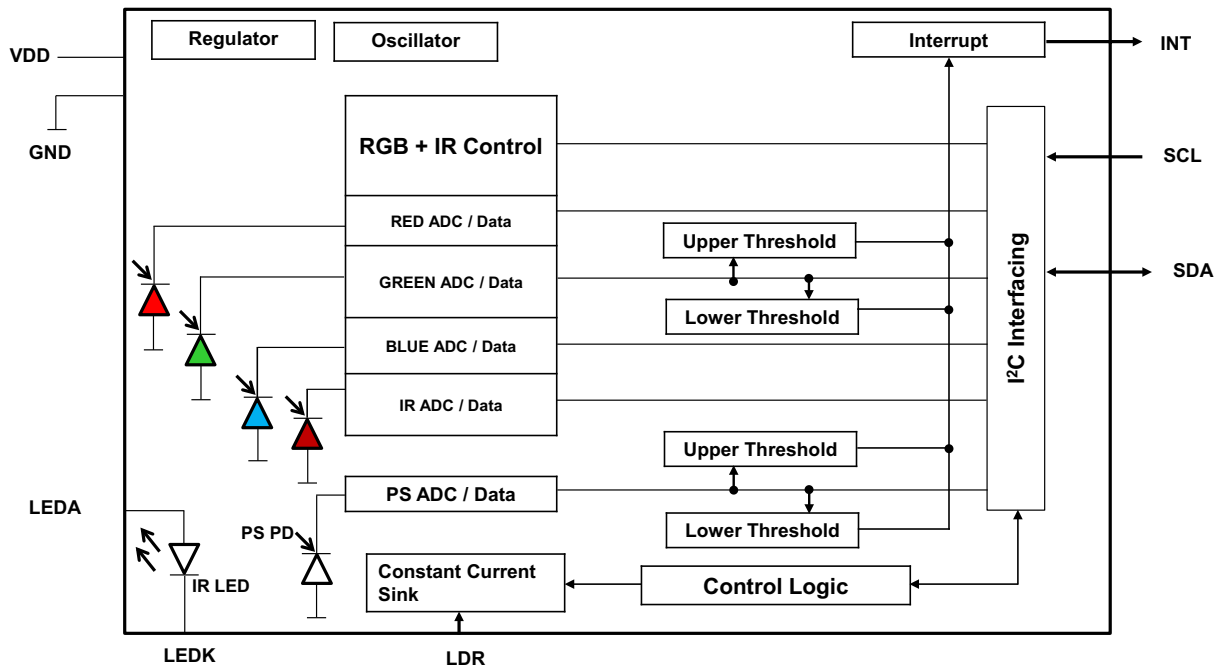 Regulator
Oscillator
Interrupt
VDD
INT
GND
RGB + IR Control
SCL
RED ADC / Data
Upper Threshold
GREEN ADC / Data
SDA
Lower Threshold
BLUE ADC / Data
I²C Interfacing
IR ADC / Data
Upper Threshold
PS ADC / Data
LEDA
Lower Threshold
PS PD
IR LED
Constant Current
Sink
Control Logic
LEDK
LDR